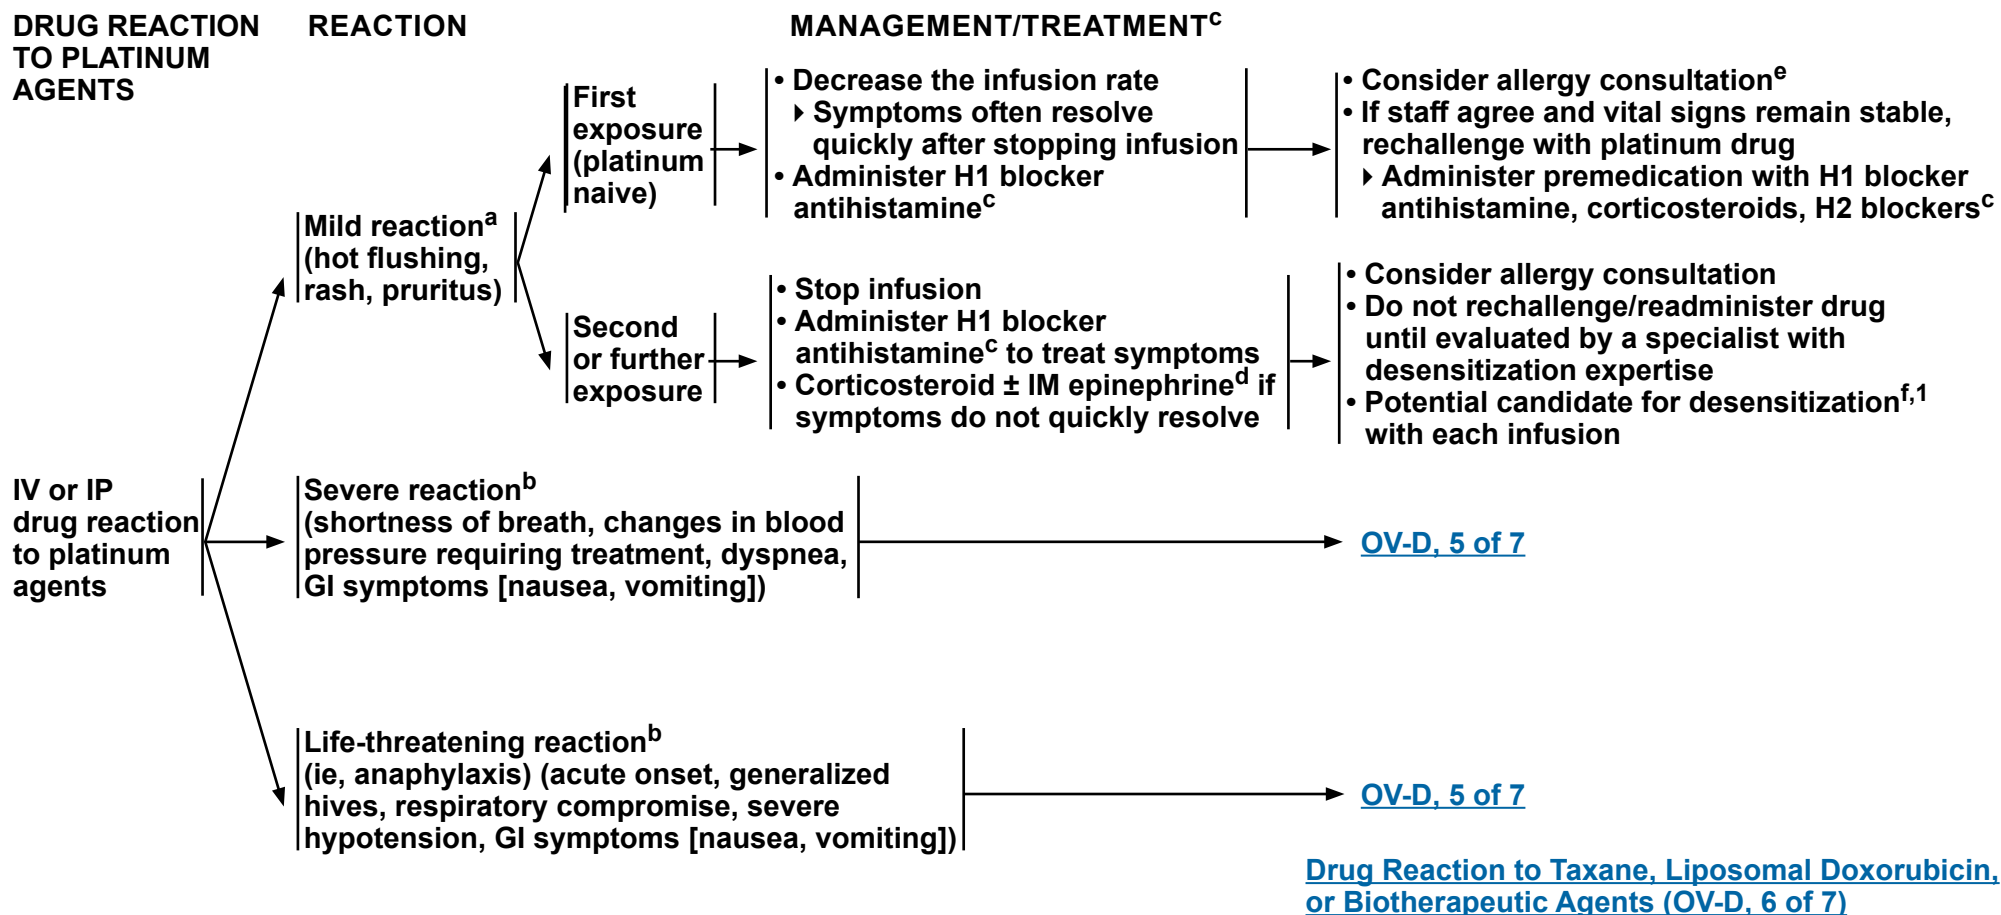 DRUG REACTION
TO PLATINUM
AGENTS
REACTION
MANAGEMENT/TREATMENTc
IV or IP
drug reaction
to platinum
agents
Mild reactiona
(hot flushing,
rash, pruritus)
First
exposure
(platinum
naive)
• Decrease the infusion rate
▸ Symptoms often resolve
quickly after stopping infusion
• Administer H1 blocker
antihistaminec
• Consider allergy consultatione
• If staff agree and vital signs remain stable,
rechallenge with platinum drug
▸ Administer premedication with H1 blocker
antihistamine, corticosteroids, H2 blockersc
Second
or further
exposure
• Stop infusion
• Administer H1 blocker
antihistaminec to treat symptoms
• Corticosteroid ± IM epinephrined if
symptoms do not quickly resolve
• Consider allergy consultation
• Do not rechallenge/readminister drug
until evaluated by a specialist with
desensitization expertise
• Potential candidate for desensitizationf,1
with each infusion
Severe reactionb
(shortness of breath, changes in blood
pressure requiring treatment, dyspnea,
GI symptoms [nausea, vomiting])
OV-D, 5 of 7
Life-threatening reactionb
(ie, anaphylaxis) (acute onset, generalized
hives, respiratory compromise, severe
hypotension, GI symptoms [nausea, vomiting])
OV-D, 5 of 7
Drug Reaction to Taxane, Liposomal Doxorubicin,
or Biotherapeutic Agents (OV-D, 6 of 7)